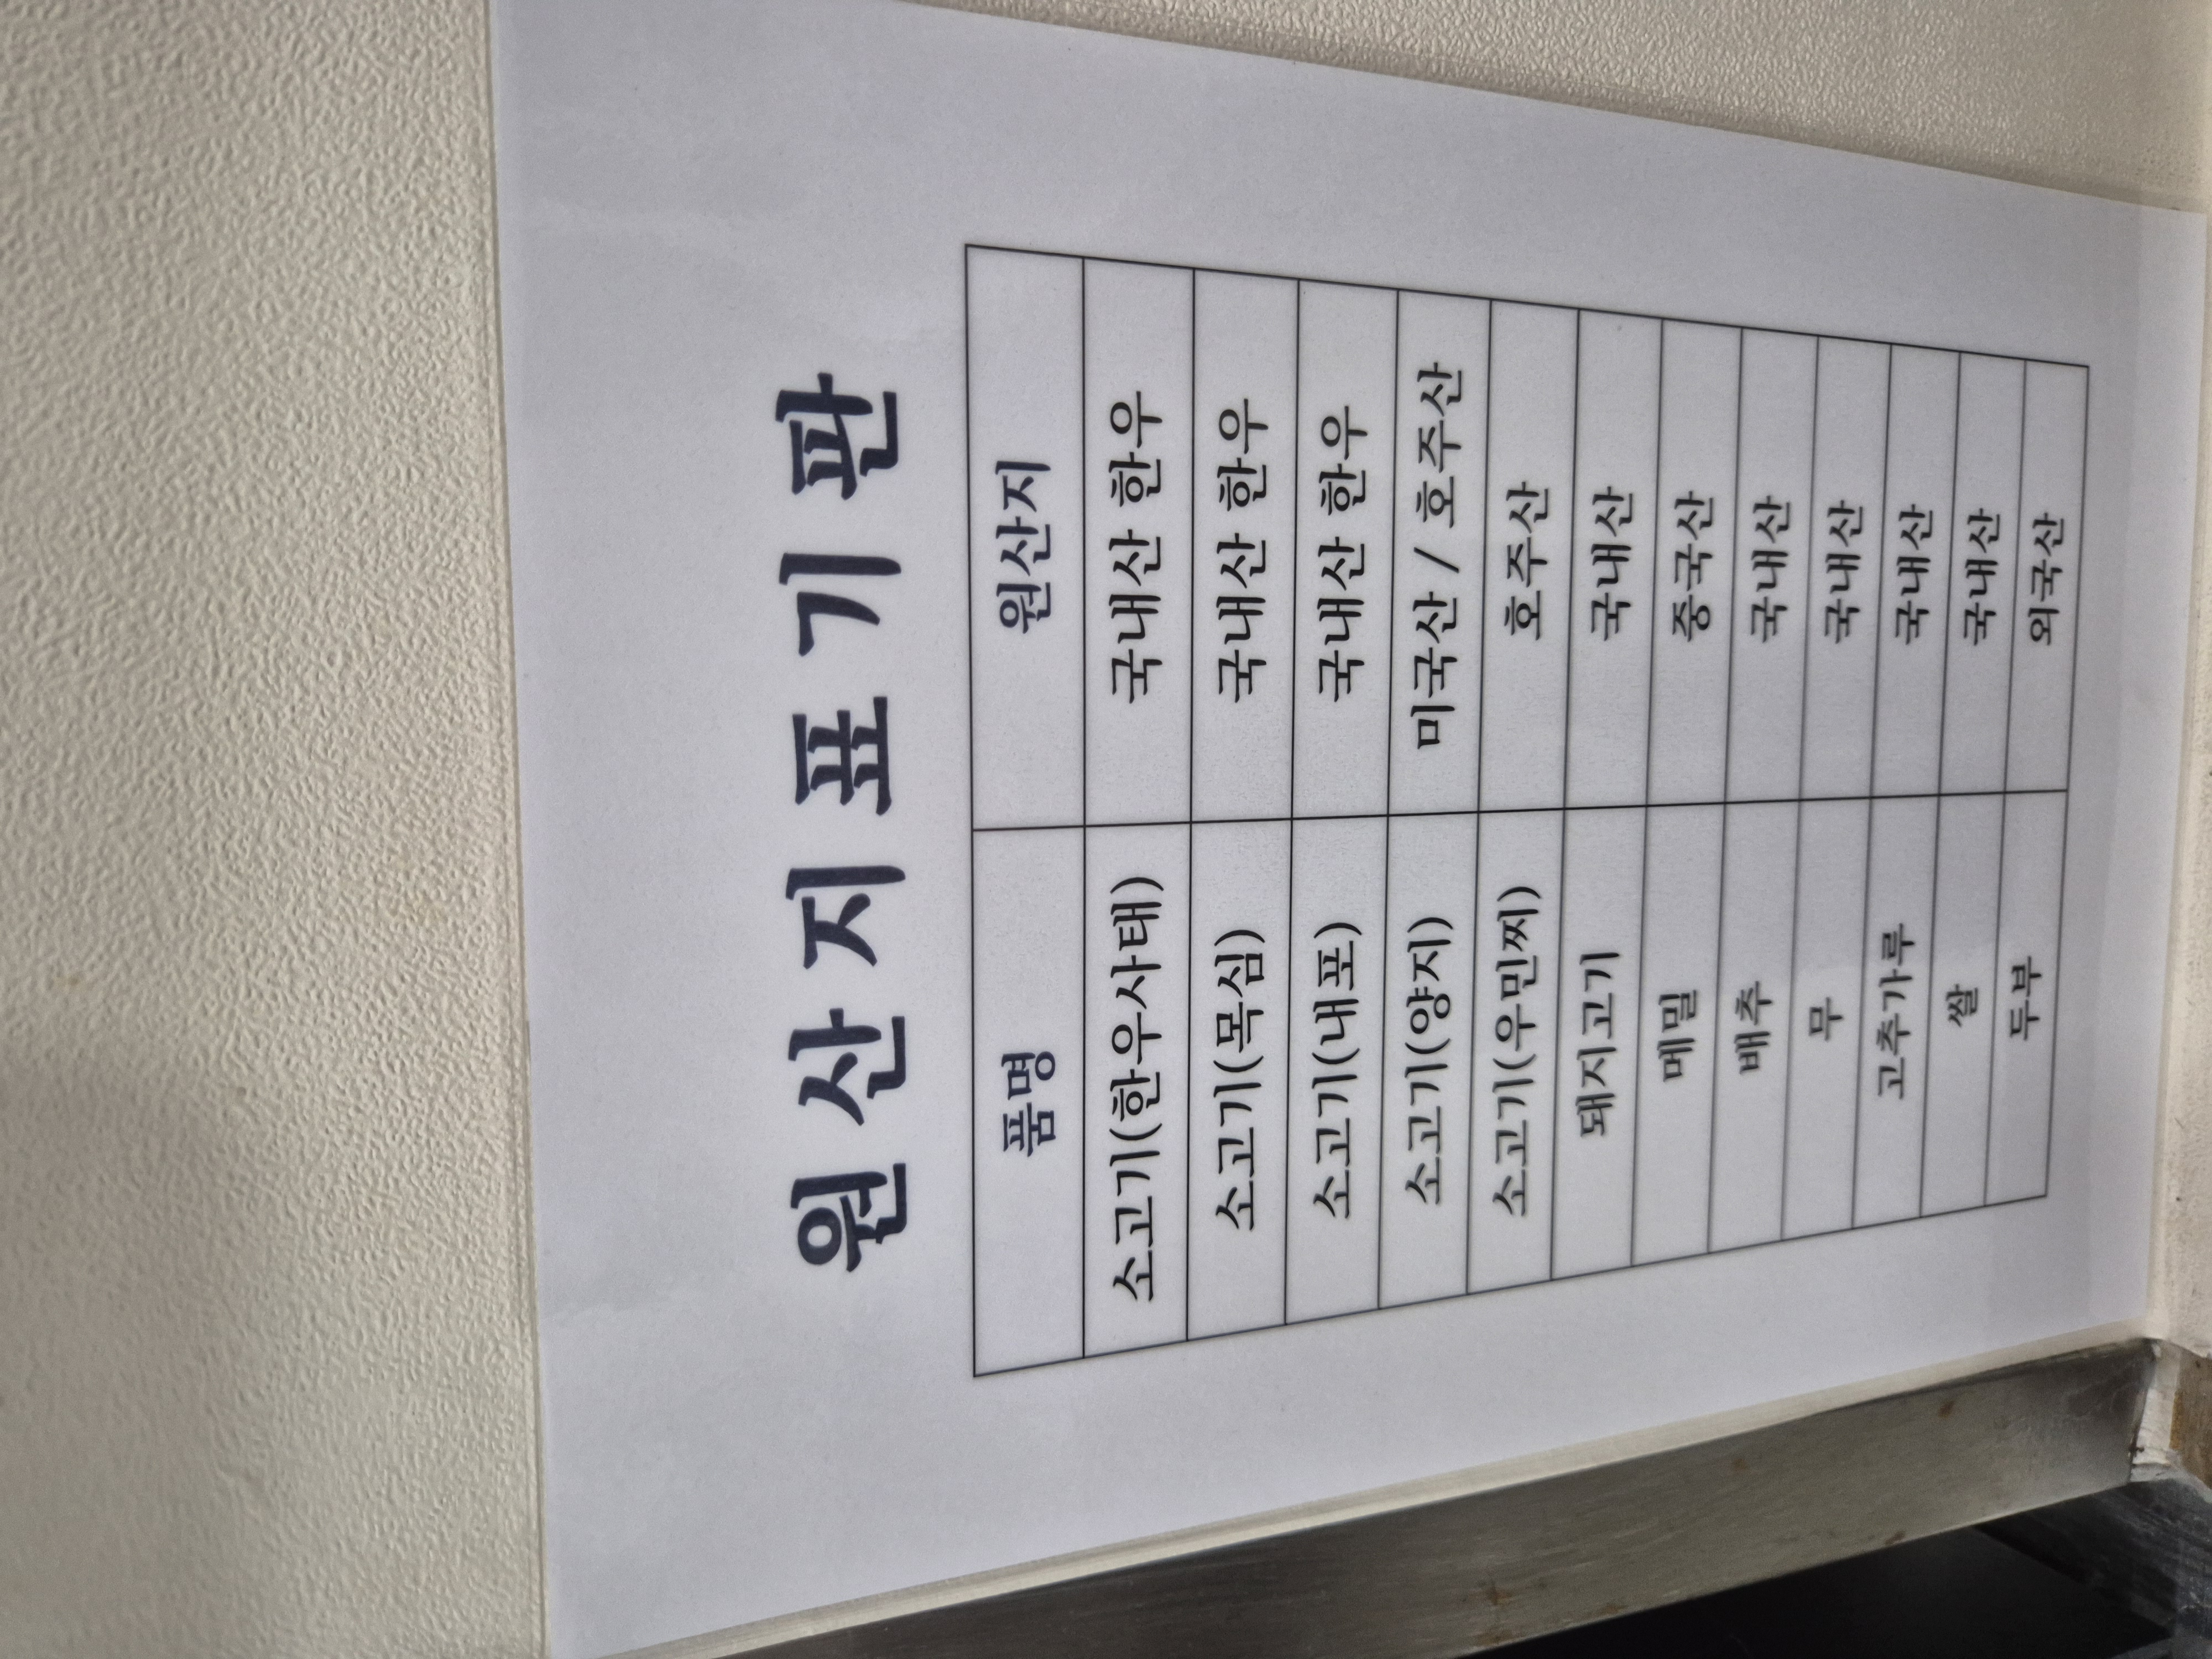 원산지표기판
품명 원산지
소고기(한우사태) 국내산 한우
소고기(목심) 국내산 한우
소고기(내포) 국내산 한우
소고기(양지) 미국산 / 호주산
소고기(우민찌) 호주산
돼지고기 국내산
메밀 중국산
배추 국내산
무 국내산
고추가루 국내산
쌀 국내산
두부 외국산